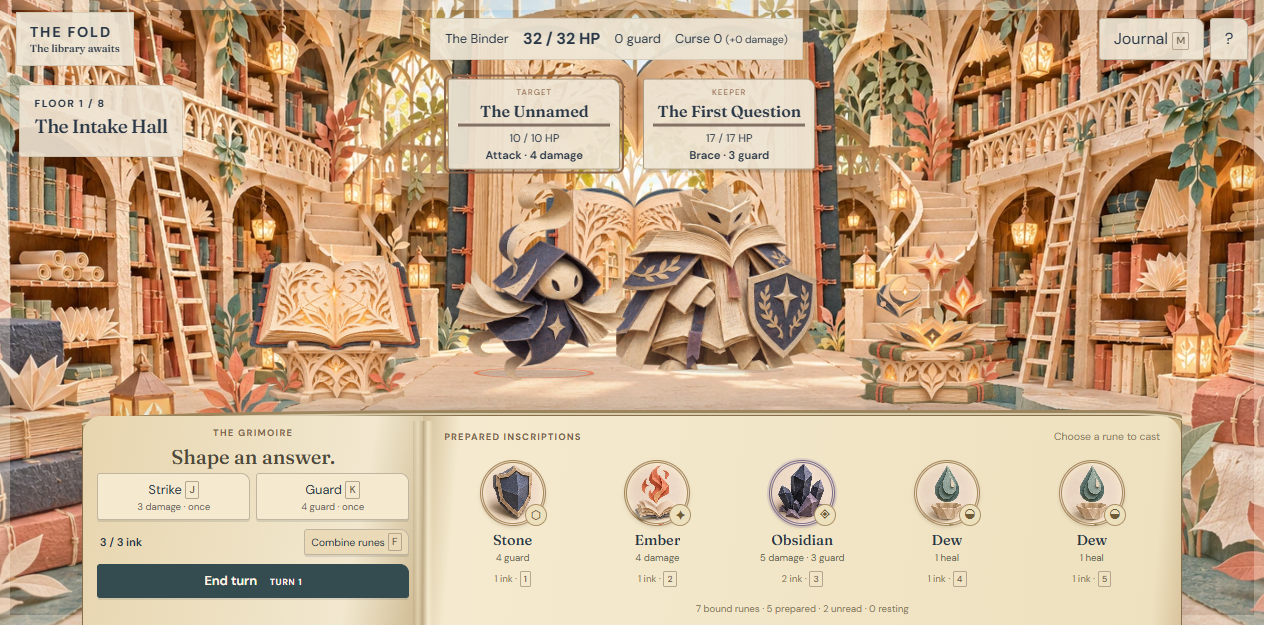 THE FOLD
The library awaits
The Binder 32 / 32 HP 0 guard Curse 0 (+0 damage)
Journal M
?
FLOOR 1 / 8
The Intake Hall
TARGET
The Unnamed
10 / 10 HP
Attack · 4 damage
KEEPER
The First Question
17 / 17 HP
Brace · 3 guard
THE GRIMOIRE
Shape an answer.
Strike J
3 damage · once
Guard K
4 guard · once
3 / 3 ink
Combine runes F
End turn TURN 1
PREPARED INSCRIPTIONS
Choose a rune to cast
Stone
4 guard
1 ink · 1
Ember
4 damage
1 ink · 2
Obsidian
5 damage · 3 guard
2 ink · 3
Dew
1 heal
1 ink · 4
Dew
1 heal
1 ink · 5
7 bound runes · 5 prepared · 2 unread · 0 resting